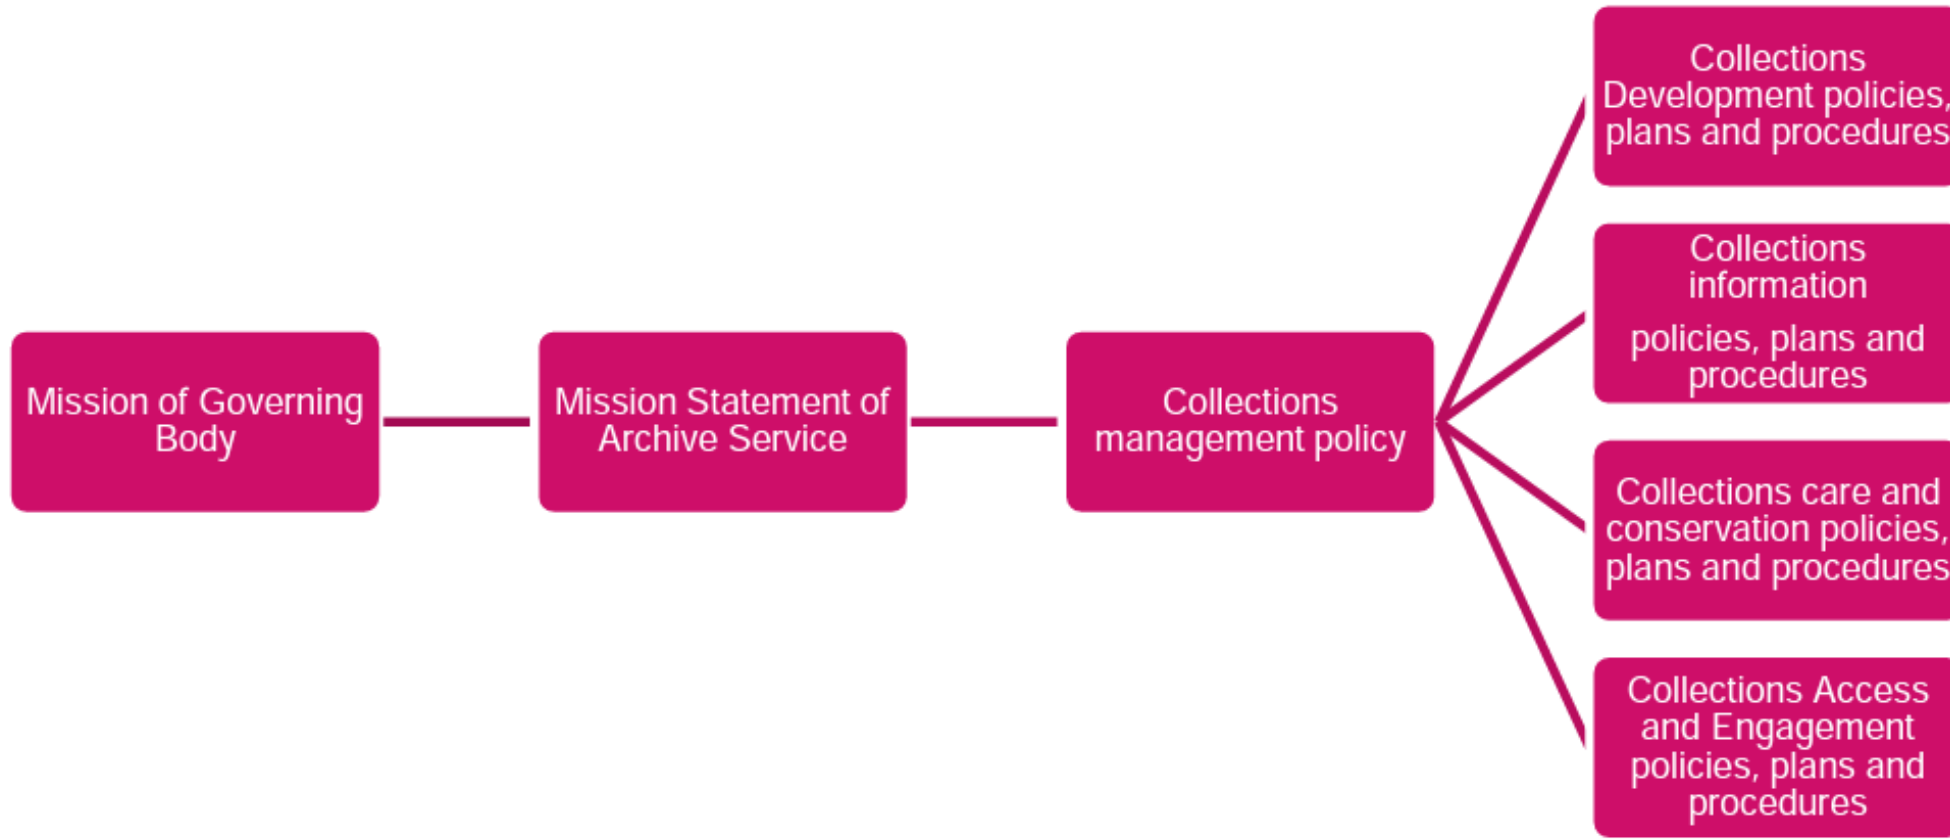 Mission of Governing
Body
Mission Statement of
Archive Service
Collections
management policy
Collections
Development policies,
plans and procedures
Collections
information
policies, plans and
procedures
Collections care and
conservation policies,
plans and procedures
Collections Access
and Engagement
policies, plans and
procedures